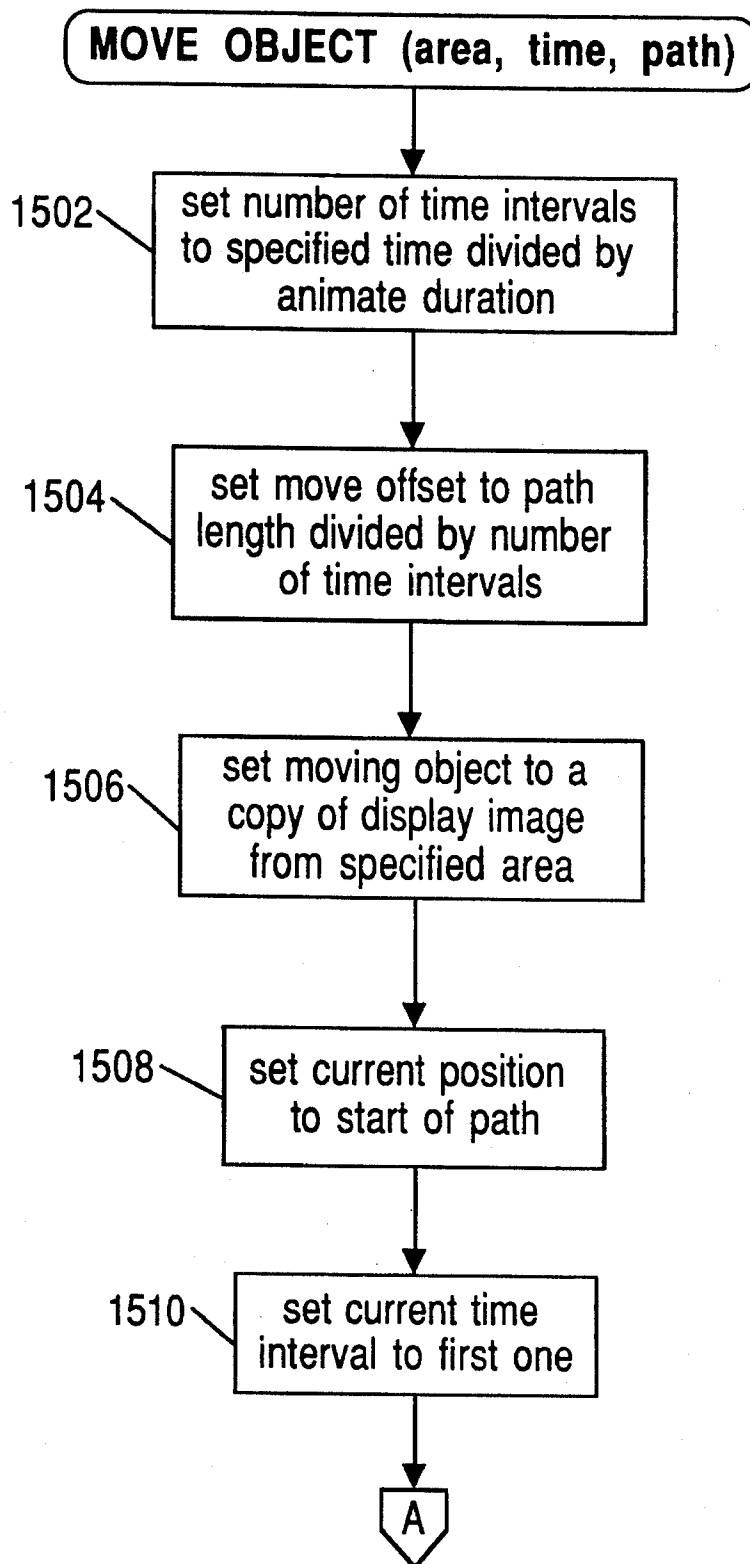 MOVE OBJECT (area, time, path)
1502
set number of time intervals
to specified time divided by
animate duration
1504
set move offset to path
length divided by number
of time intervals
1506
set moving object to a
copy of display image
from specified area
1508
set current position
to start of path
1510
set current time
interval to first one
A